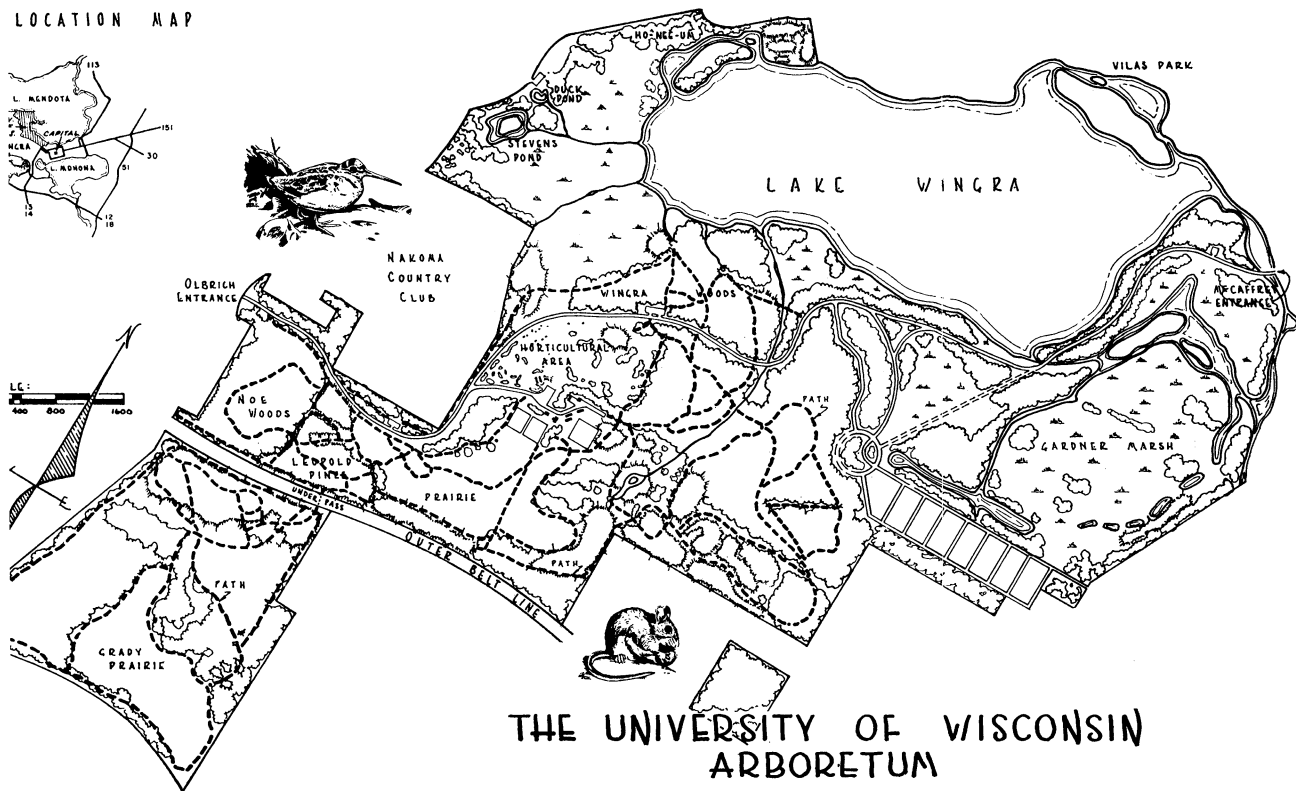 LOCATION MAP
113
L. MENDOTA
CAPITAL
151
30
L. MONONA
51
13
14
12
18
HO-NEE-UM
VILAS PARK
DUCK
POND
STEVENS
POND
LAKE WINGRA
NAKOMA
COUNTRY
CLUB
OLBRICH
ENTRANCE
WINGRA WOODS
MCCAFFREY
ENTRANCE
HORTICULTURAL
AREA
LE:
400 800 1600
NOE
WOODS
PATH
GARDNER MARSH
LEOPOLD
PINES
PRAIRIE
UNDERPASS
OUTER BELT LINE
PATH
PATH
GRADY
PRAIRIE
THE UNIVERSITY OF WISCONSIN
ARBORETUM